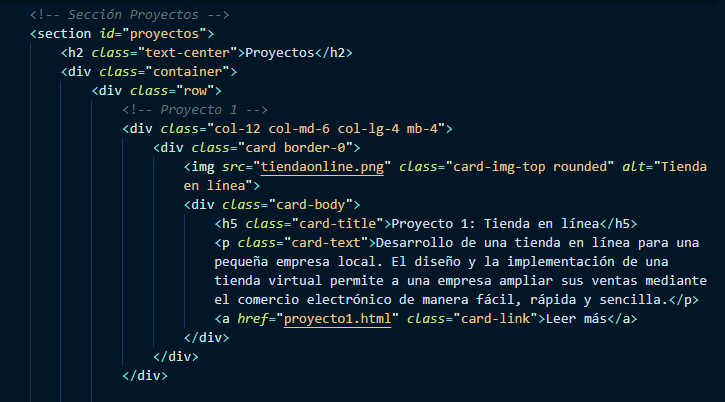 <!-- Sección Proyectos -->
<section id="proyectos">
<h2 class="text-center">Proyectos</h2>
<div class="container">
<div class="row">
<!-- Proyecto 1 -->
<div class="col-12 col-md-6 col-lg-4 mb-4">
<div class="card border-0">
<img src="tiendaonline.png" class="card-img-top rounded" alt="Tienda
en línea">
<div class="card-body">
<h5 class="card-title">Proyecto 1: Tienda en línea</h5>
<p class="card-text">Desarrollo de una tienda en línea para una
pequeña empresa local. El diseño y la implementación de una
tienda virtual permite a una empresa ampliar sus ventas mediante
el comercio electrónico de manera fácil, rápida y sencilla.</p>
<a href="proyecto1.html" class="card-link">Leer más</a>
</div>
</div>
</div>